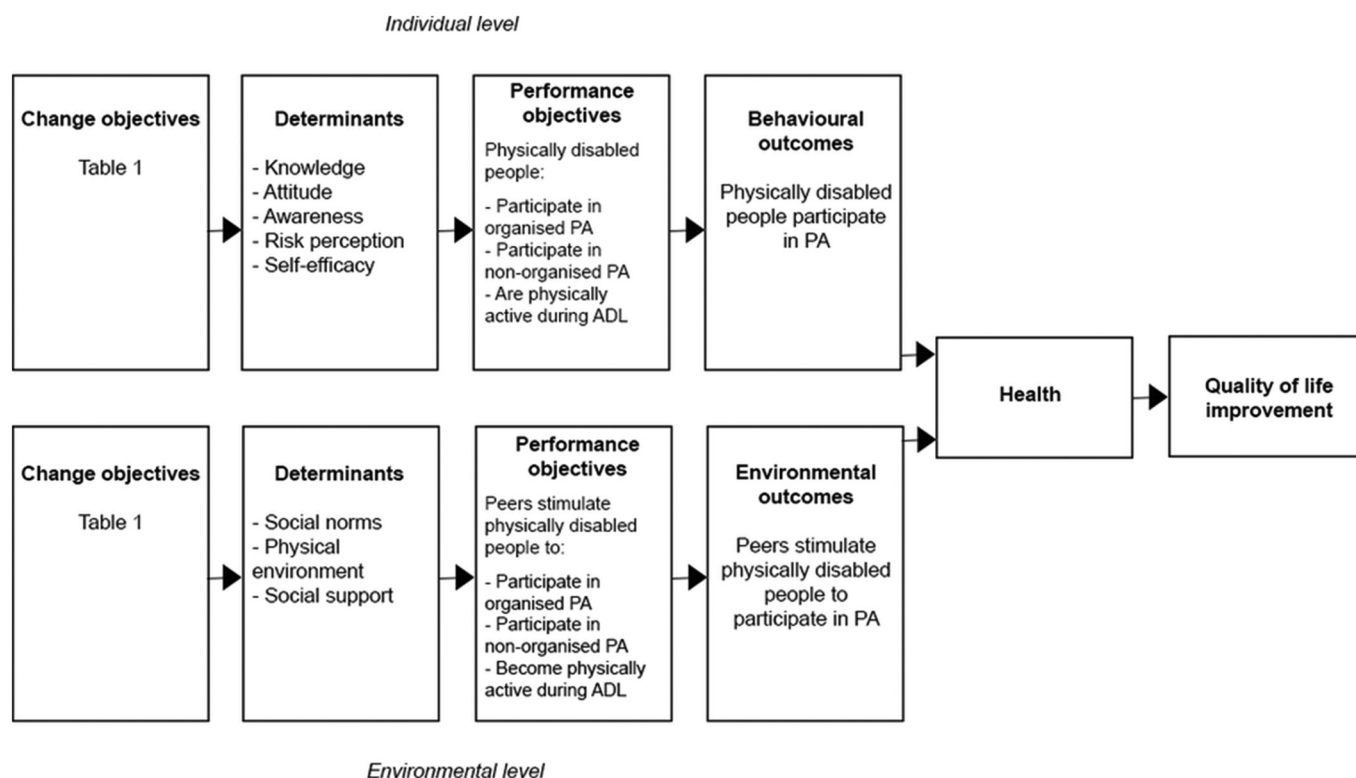 Individual level
Change objectives
Table 1
Determinants
- Knowledge
- Attitude
- Awareness
- Risk perception
- Self-efficacy
Performance
objectives
Physically disabled
people:
- Participate in
organised PA
- Participate in
non-organised PA
- Are physically
active during ADL
Behavioural
outcomes
Physically disabled
people participate
in PA
Health
Quality of life
improvement
Change objectives
Table 1
Determinants
- Social norms
- Physical
environment
- Social support
Performance
objectives
Peers stimulate
physically disabled
people to:
- Participate in
organised PA
- Participate in
non-organised PA
- Become physically
active during ADL
Environmental
outcomes
Peers stimulate
physically disabled
people to
participate in PA
Environmental level